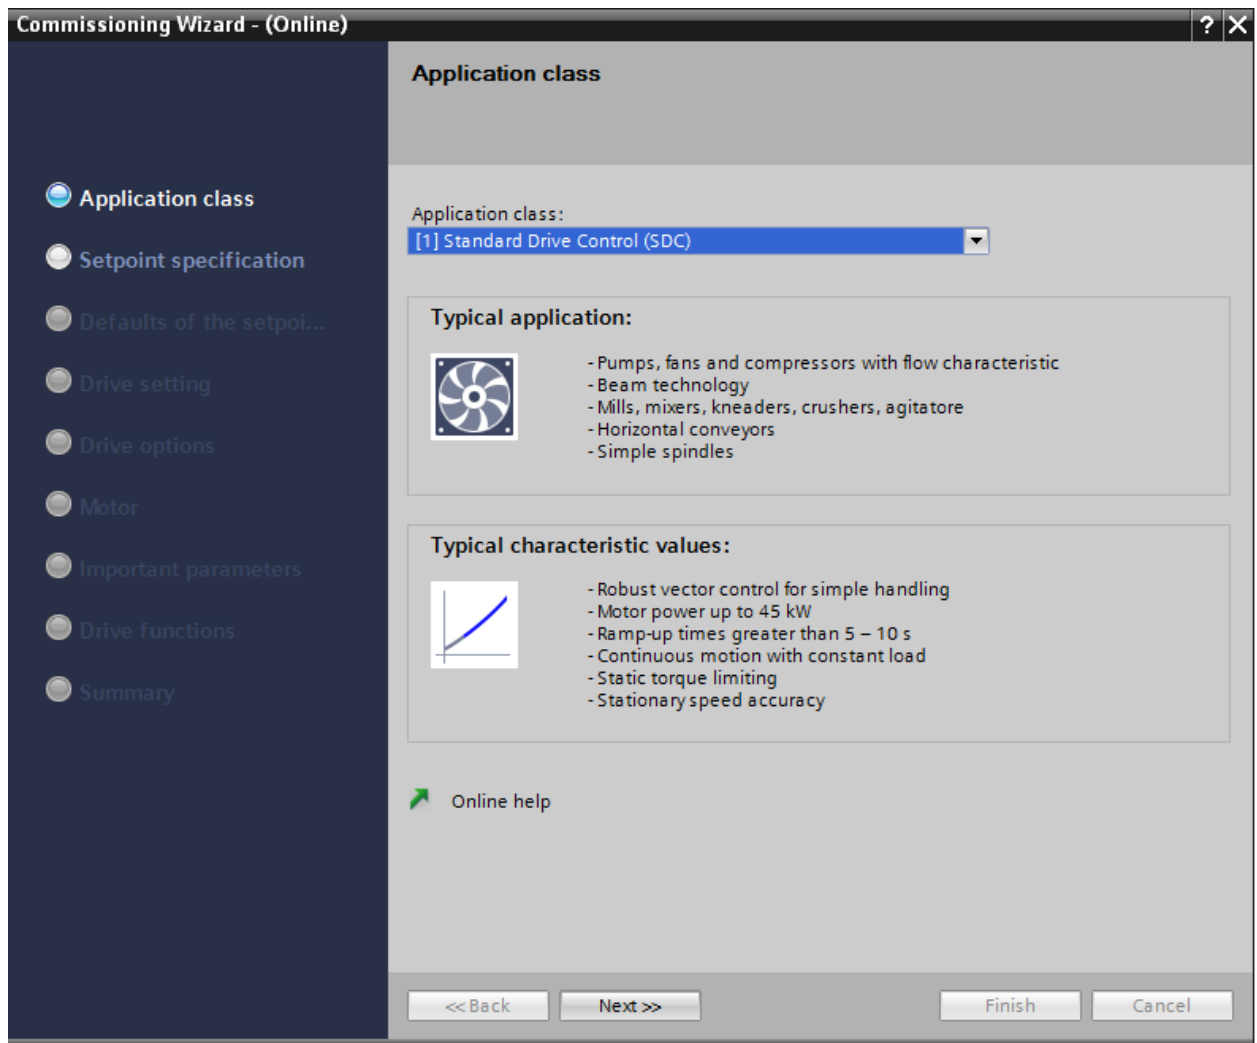 Commissioning Wizard - (Online)
? X
Application class
Application class
Setpoint specification
Defaults of the setpoi...
Drive setting
Drive options
Motor
Important parameters
Drive functions
Summary
Application class:
[1] Standard Drive Control (SDC)
Typical application:
- Pumps, fans and compressors with flow characteristic
- Beam technology
- Mills, mixers, kneaders, crushers, agitatore
- Horizontal conveyors
- Simple spindles
Typical characteristic values:
- Robust vector control for simple handling
- Motor power up to 45 kW
- Ramp-up times greater than 5 – 10 s
- Continuous motion with constant load
- Static torque limiting
- Stationary speed accuracy
Online help
<<Back Next>> Finish Cancel